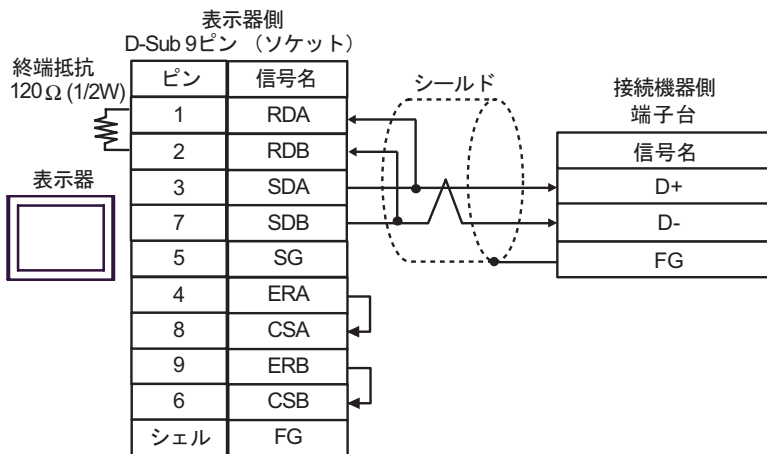 表示器側
D-Sub 9ピン （ソケット）
終端抵抗
120Ω (1/2W)
表示器
ピン 信号名
1 RDA
2 RDB
3 SDA
7 SDB
5 SG
4 ERA
8 CSA
9 ERB
6 CSB
シェル FG
シールド
接続機器側
端子台
信号名
D+
D-
FG